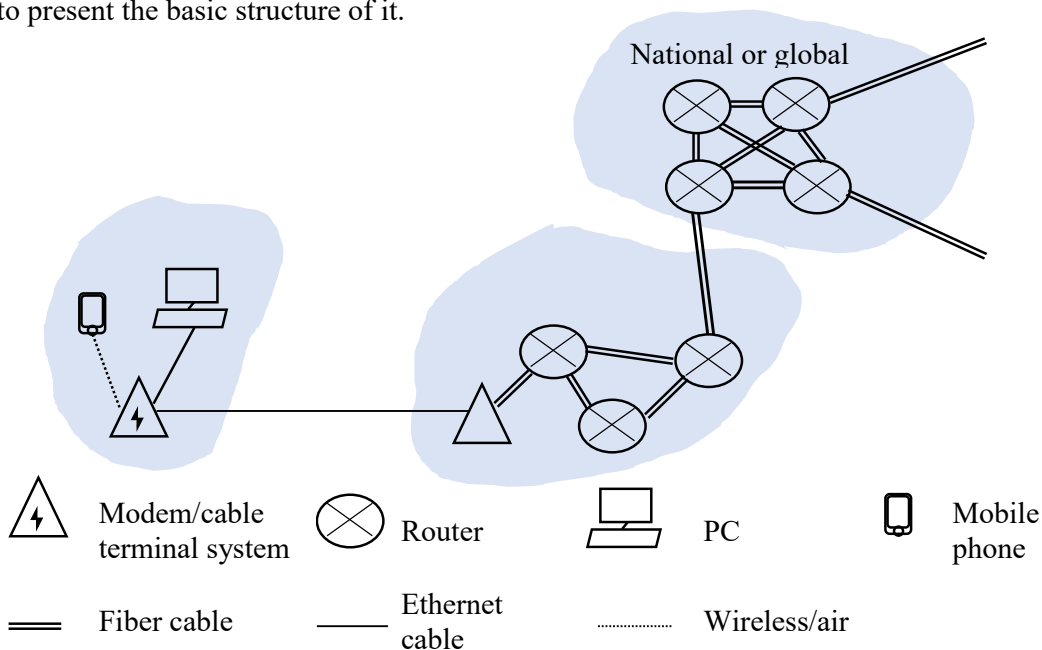 to present the basic structure of it.
National or global
Modem/cable
terminal system
Router
PC
Mobile
phone
Fiber cable
Ethernet
cable
Wireless/air